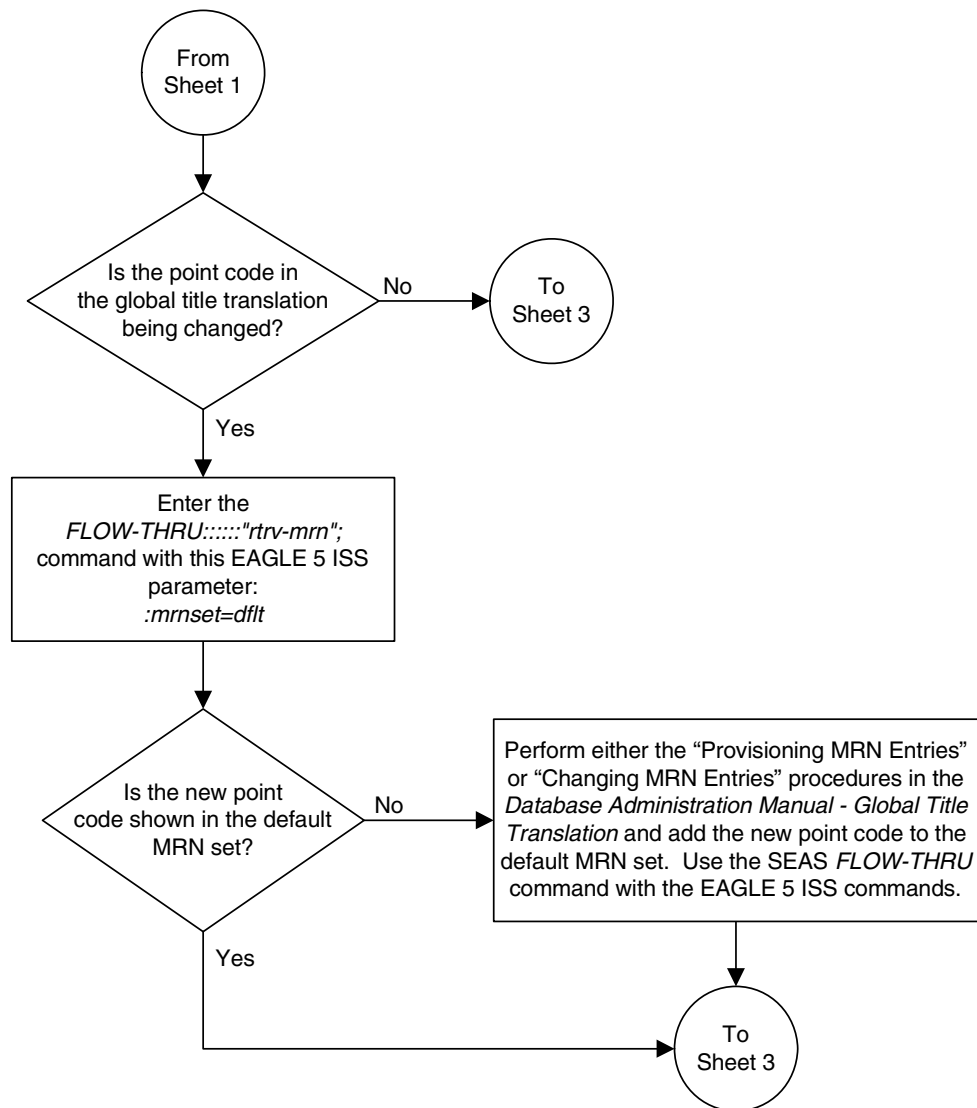 From
Sheet 1
Is the point code in
the global title translation
being changed?
No
To
Sheet 3
Yes
Enter the
FLOW-THRU::::::"rtrv-mrn";
command with this EAGLE 5 ISS
parameter:
:mrnset=dflt
Is the new point
code shown in the default
MRN set?
No
Perform either the “Provisioning MRN Entries”
or “Changing MRN Entries” procedures in the
Database Administration Manual - Global Title
Translation and add the new point code to the
default MRN set.  Use the SEAS FLOW-THRU
command with the EAGLE 5 ISS commands.
Yes
To
Sheet 3